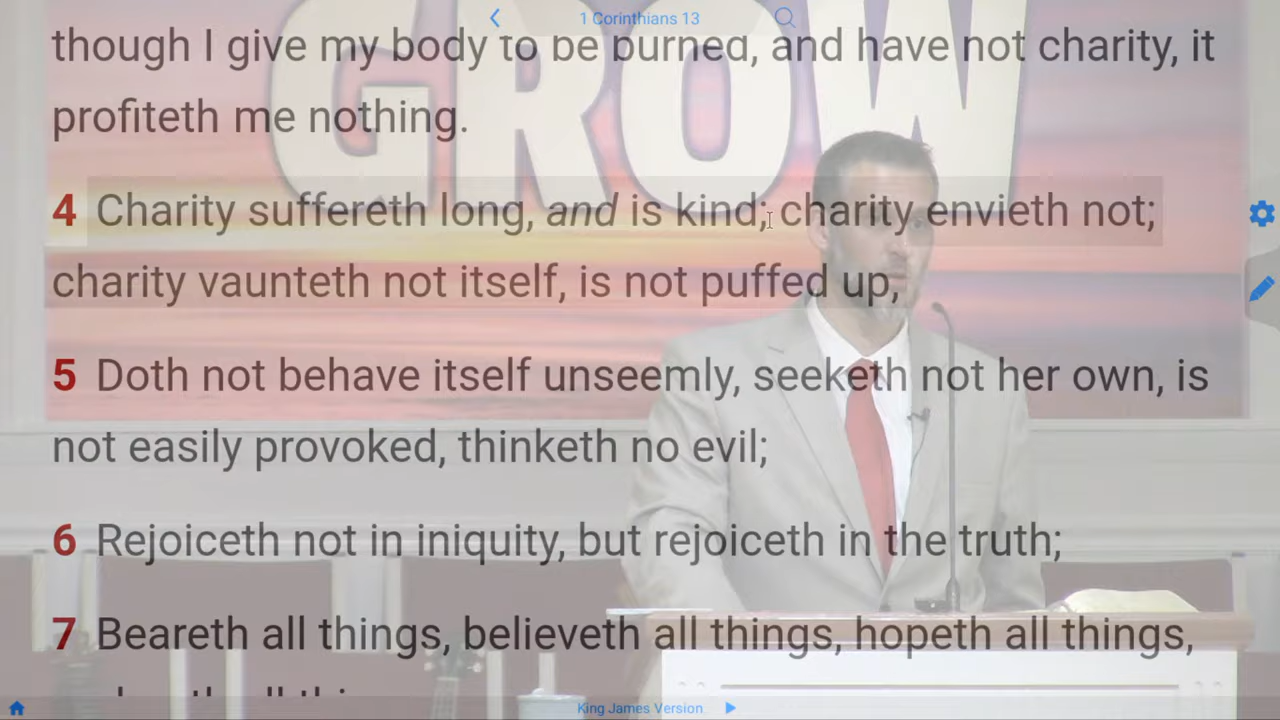 1 Corinthians 13
GROW
though I give my body to be burned, and have not charity, it
profiteth me nothing.
4 Charity suffereth long, and is kind; charity envieth not;
charity vaunteth not itself, is not puffed up,
5 Doth not behave itself unseemly, seeketh not her own, is
not easily provoked, thinketh no evil;
6 Rejoiceth not in iniquity, but rejoiceth in the truth;
7 Beareth all things, believeth all things, hopeth all things,
King James Version